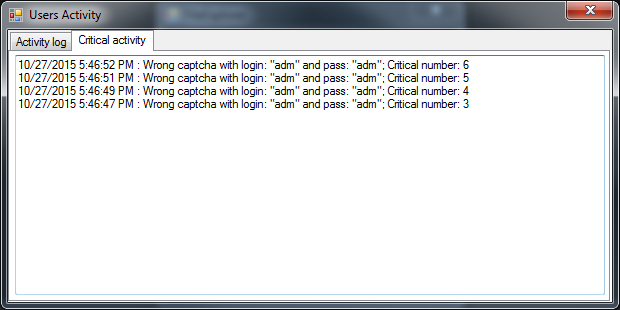 Users Activity
Activity log
Critical activity
10/27/2015 5:46:52 PM : Wrong captcha with login: "adm" and pass: "adm"; Critical number: 6
10/27/2015 5:46:51 PM : Wrong captcha with login: "adm" and pass: "adm"; Critical number: 5
10/27/2015 5:46:49 PM : Wrong captcha with login: "adm" and pass: "adm"; Critical number: 4
10/27/2015 5:46:47 PM : Wrong captcha with login: "adm" and pass: "adm"; Critical number: 3